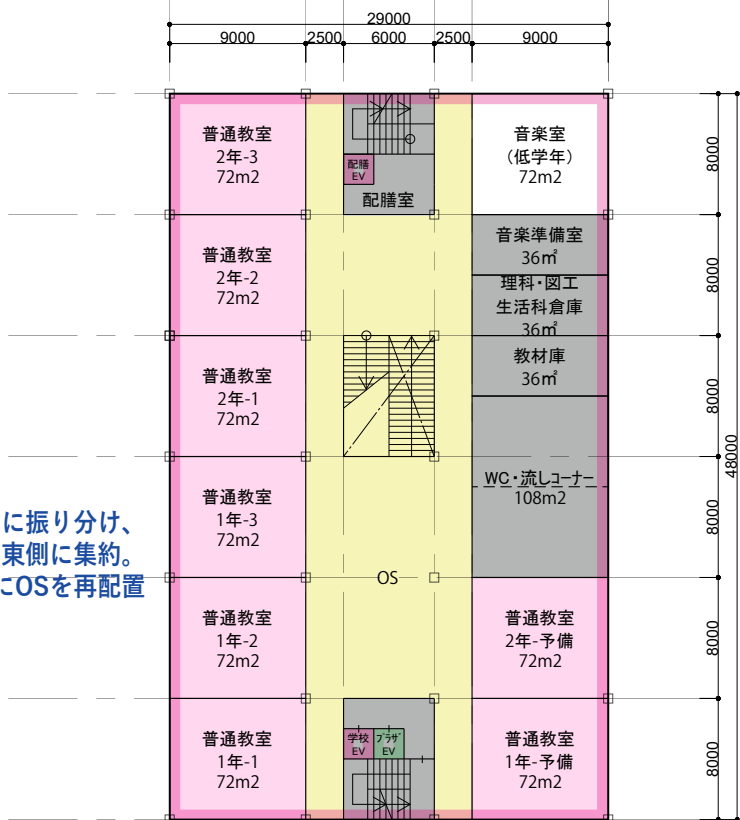 29000
9000
2500
6000
2500
9000
普通教室
2年-3
72m2
配膳
EV
配膳室
音楽室
(低学年)
72m2
8000
普通教室
2年-2
72m2
音楽準備室
36㎡
理科・図工
生活科倉庫
36㎡
8000
普通教室
2年-1
72m2
教材庫
36㎡
8000
48000
普通教室
1年-3
72m2
WC・流しコーナー
108m2
8000
に振り分け、
東側に集約。
にOSを再配置
OS
普通教室
1年-2
72m2
普通教室
2年-予備
72m2
8000
普通教室
1年-1
72m2
学校
EV
プラザ
EV
普通教室
1年-予備
72m2
8000